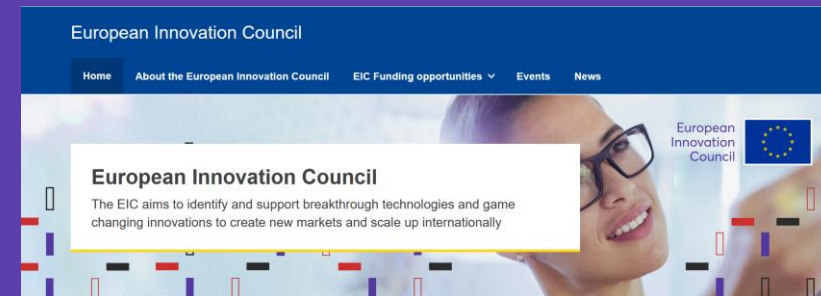 European Innovation Council
Home About the European Innovation Council EIC Funding opportunities Events News
European
Innovation
Council
European Innovation Council
The EIC aims to identify and support breakthrough technologies and game
changing innovations to create new markets and scale up internationally